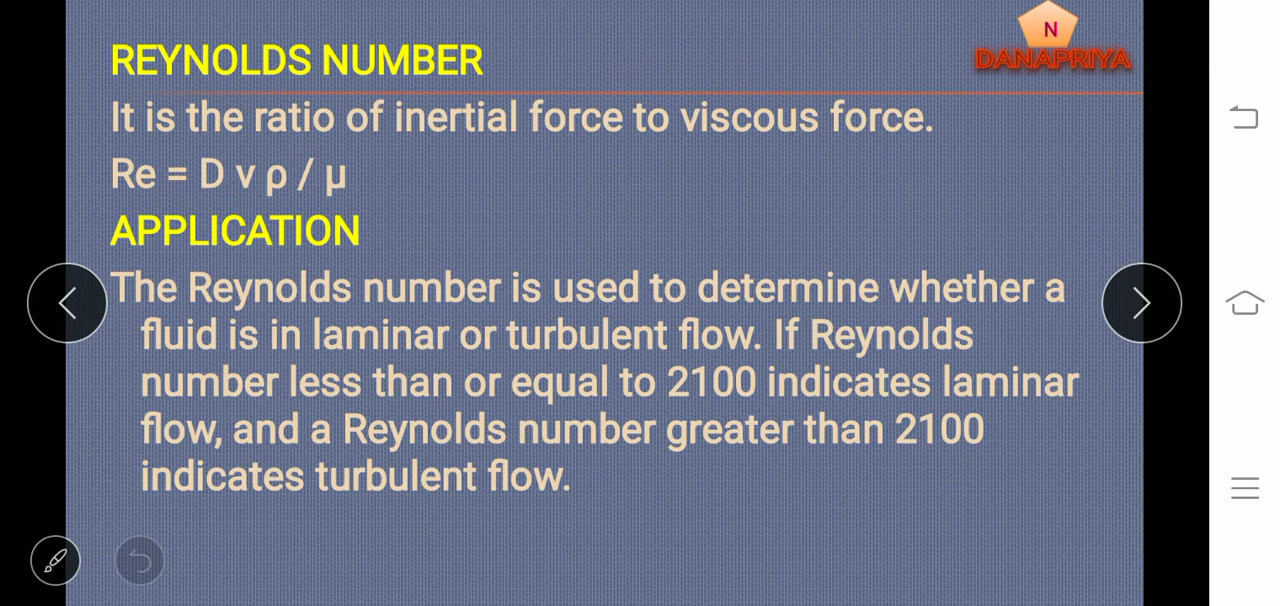 N
DANAPRIYA
REYNOLDS NUMBER
It is the ratio of inertial force to viscous force.
Re = D v ρ / μ
APPLICATION
The Reynolds number is used to determine whether a
fluid is in laminar or turbulent flow. If Reynolds
number less than or equal to 2100 indicates laminar
flow, and a Reynolds number greater than 2100
indicates turbulent flow.